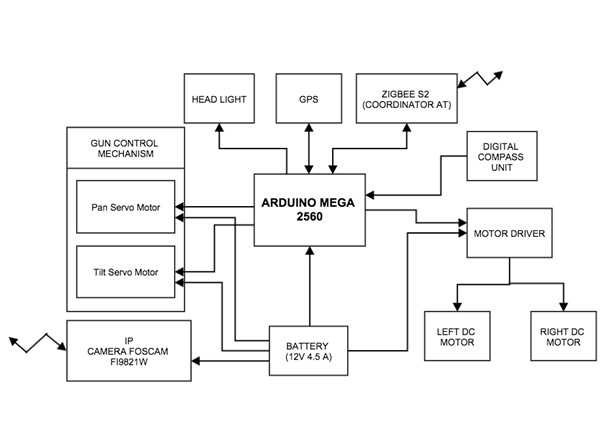 HEAD LIGHT
GPS
ZIGBEE S2
(COORDINATOR AT)
GUN CONTROL
MECHANISM
DIGITAL
COMPASS
UNIT
Pan Servo Motor
ARDUINO MEGA
2560
MOTOR DRIVER
Tilt Servo Motor
LEFT DC
MOTOR
RIGHT DC
MOTOR
IP
CAMERA FOSCAM
FI9821W
BATTERY
(12V 4.5 A)